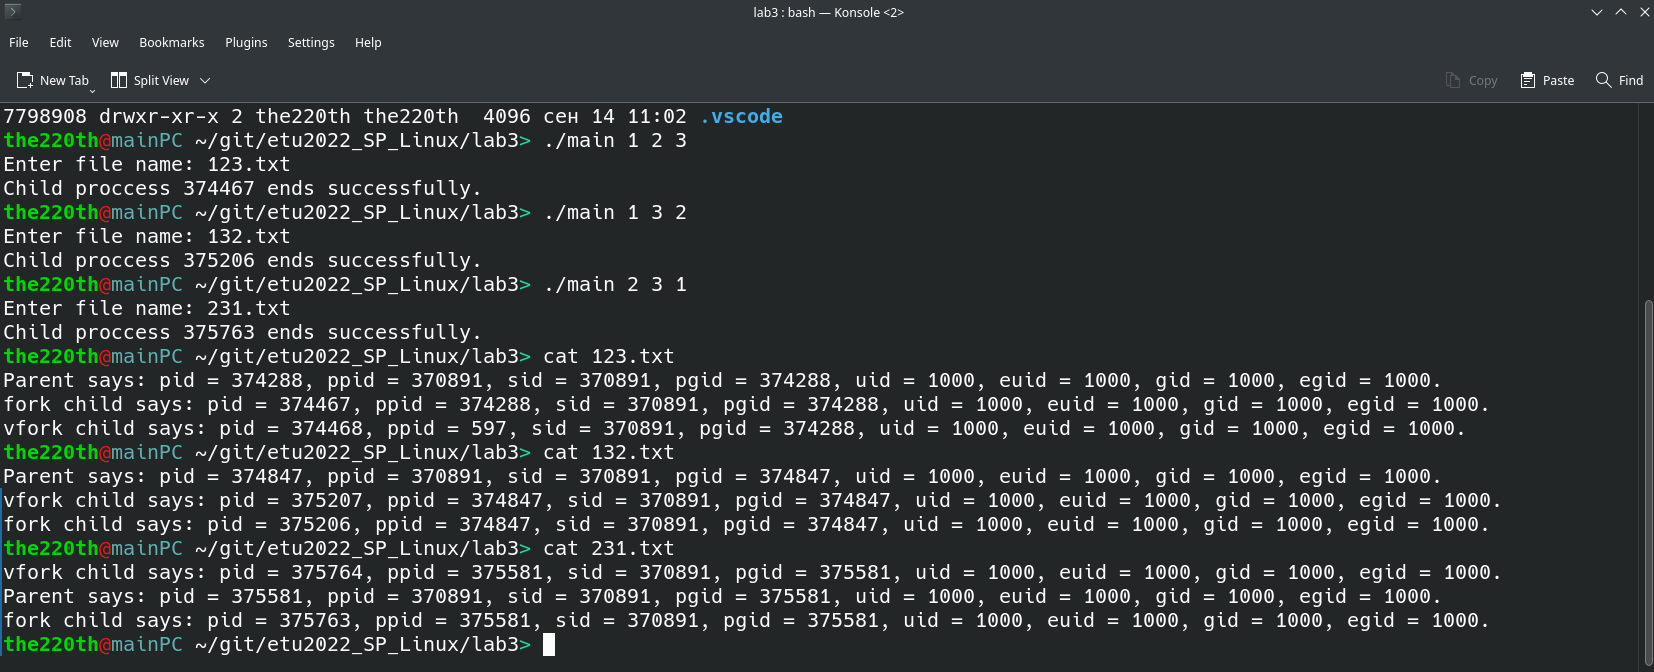 lab3 : bash — Konsole <2>
File Edit View Bookmarks Plugins Settings Help
New Tab Split View Copy Paste Find
7798908 drwxr-xr-x 2 the220th the220th  4096 сен 14 11:02 .vscode
the220th@mainPC ~/git/etu2022_SP_Linux/lab3> ./main 1 2 3
Enter file name: 123.txt
Child proccess 374467 ends successfully.
the220th@mainPC ~/git/etu2022_SP_Linux/lab3> ./main 1 3 2
Enter file name: 132.txt
Child proccess 375206 ends successfully.
the220th@mainPC ~/git/etu2022_SP_Linux/lab3> ./main 2 3 1
Enter file name: 231.txt
Child proccess 375763 ends successfully.
the220th@mainPC ~/git/etu2022_SP_Linux/lab3> cat 123.txt
Parent says: pid = 374288, ppid = 370891, sid = 370891, pgid = 374288, uid = 1000, euid = 1000, gid = 1000, egid = 1000.
fork child says: pid = 374467, ppid = 374288, sid = 370891, pgid = 374288, uid = 1000, euid = 1000, gid = 1000, egid = 1000.
vfork child says: pid = 374468, ppid = 597, sid = 370891, pgid = 374288, uid = 1000, euid = 1000, gid = 1000, egid = 1000.
the220th@mainPC ~/git/etu2022_SP_Linux/lab3> cat 132.txt
Parent says: pid = 374847, ppid = 370891, sid = 370891, pgid = 374847, uid = 1000, euid = 1000, gid = 1000, egid = 1000.
vfork child says: pid = 375207, ppid = 374847, sid = 370891, pgid = 374847, uid = 1000, euid = 1000, gid = 1000, egid = 1000.
fork child says: pid = 375206, ppid = 374847, sid = 370891, pgid = 374847, uid = 1000, euid = 1000, gid = 1000, egid = 1000.
the220th@mainPC ~/git/etu2022_SP_Linux/lab3> cat 231.txt
vfork child says: pid = 375764, ppid = 375581, sid = 370891, pgid = 375581, uid = 1000, euid = 1000, gid = 1000, egid = 1000.
Parent says: pid = 375581, ppid = 370891, sid = 370891, pgid = 375581, uid = 1000, euid = 1000, gid = 1000, egid = 1000.
fork child says: pid = 375763, ppid = 375581, sid = 370891, pgid = 375581, uid = 1000, euid = 1000, gid = 1000, egid = 1000.
the220th@mainPC ~/git/etu2022_SP_Linux/lab3>